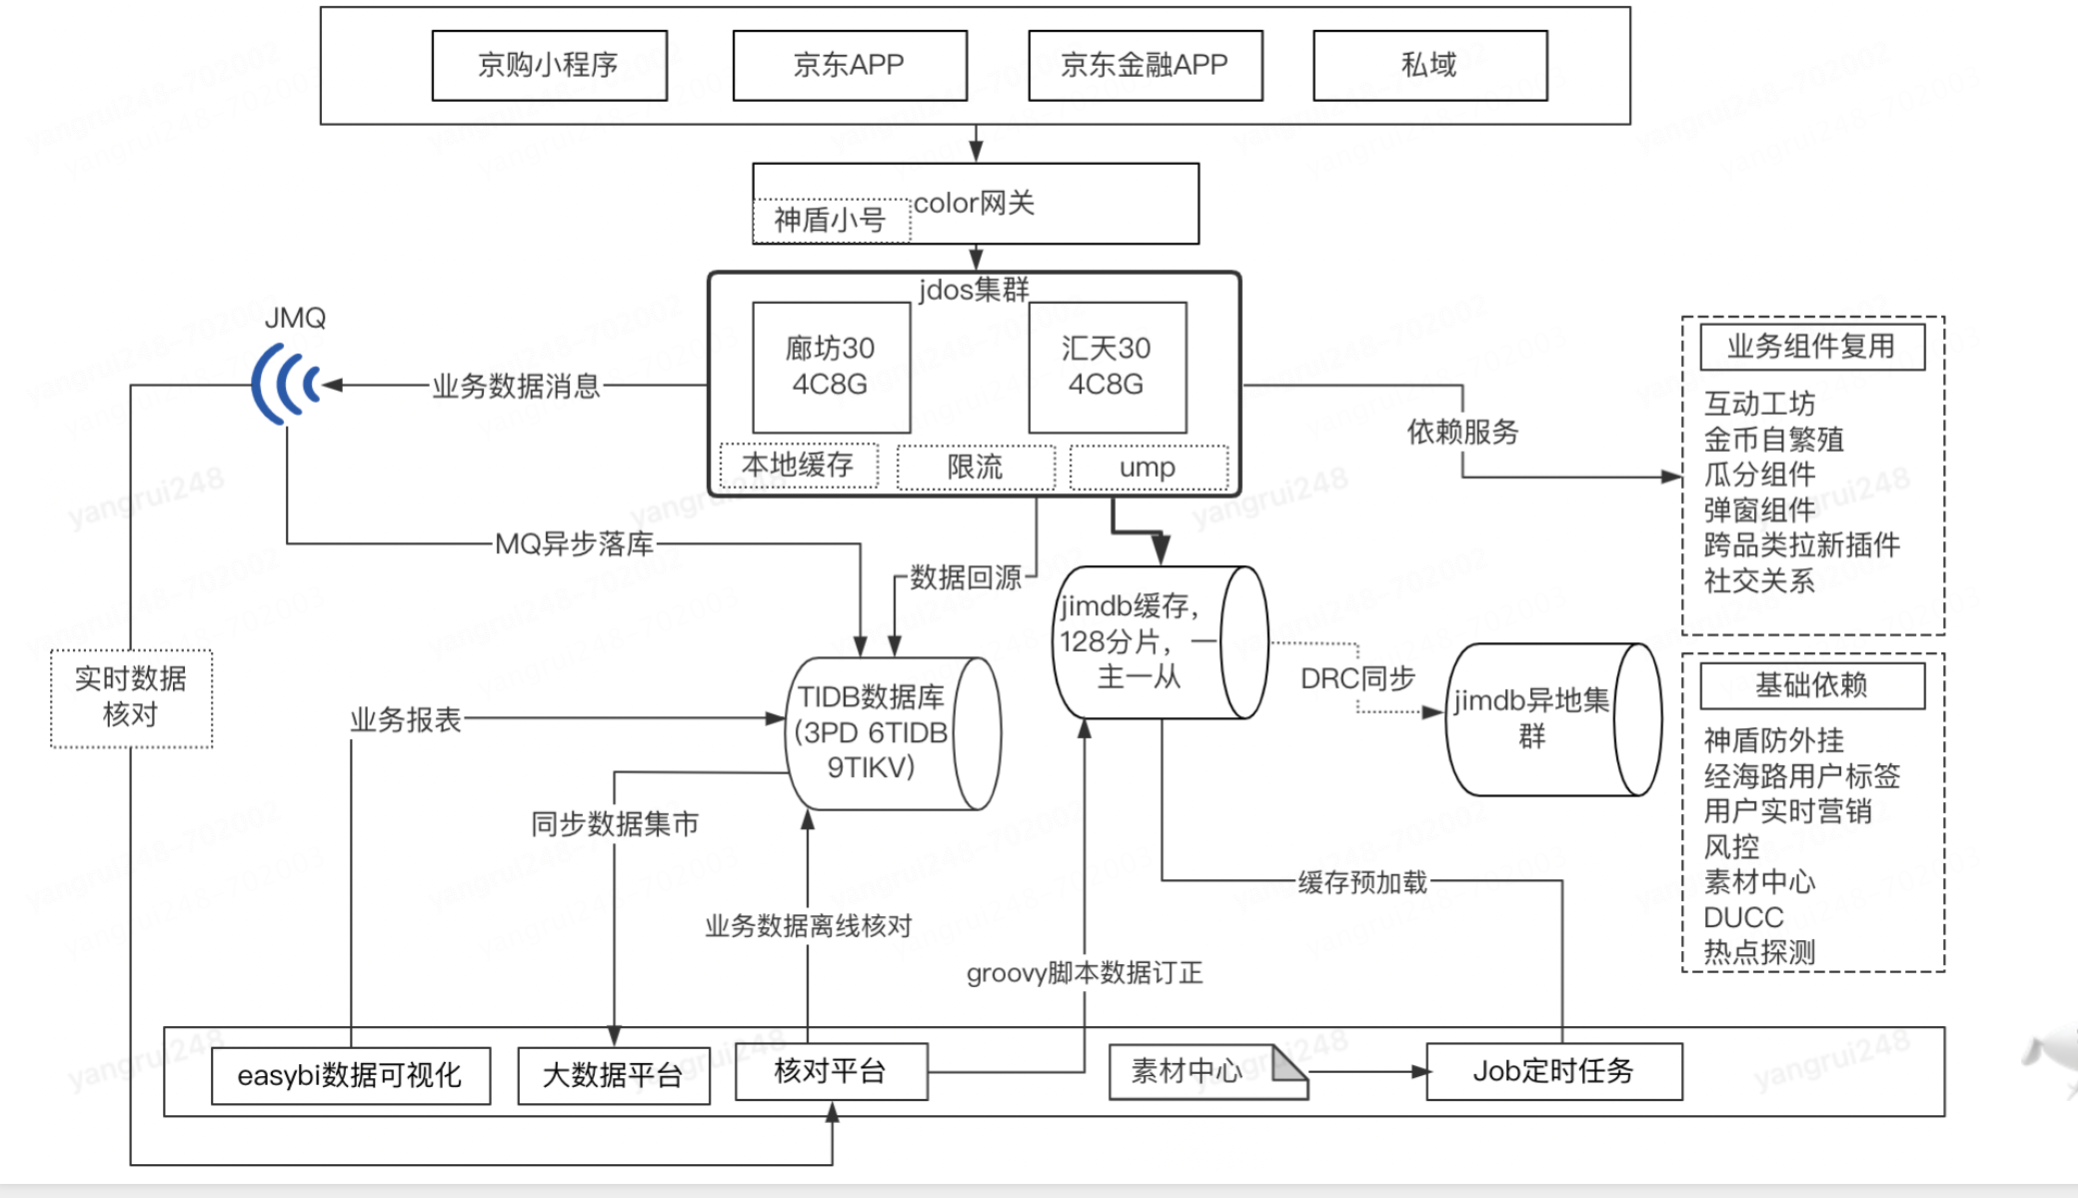 京购小程序
京东APP
京东金融APP
私域
color网关
神盾小号
jdos集群
廊坊30
4C8G
汇天30
4C8G
本地缓存
限流
ump
JMQ
业务数据消息
依赖服务
业务组件复用
互动工坊
金币自繁殖
瓜分组件
弹窗组件
跨品类拉新插件
社交关系
MQ异步落库
数据回源
jimdb缓存，
128分片，一
主一从
DRC同步
jimdb异地集
群
实时数据
核对
业务报表
TIDB数据库
(3PD 6TIDB
9TIKV)
基础依赖
神盾防外挂
经海路用户标签
用户实时营销
风控
素材中心
DUCC
热点探测
同步数据集市
业务数据离线核对
缓存预加载
groovy脚本数据订正
easybi数据可视化
大数据平台
核对平台
素材中心
Job定时任务
yangrui248
yangrui248
yangrui248
yangrui248
yangrui248
yangrui248
yangrui248
yangrui248